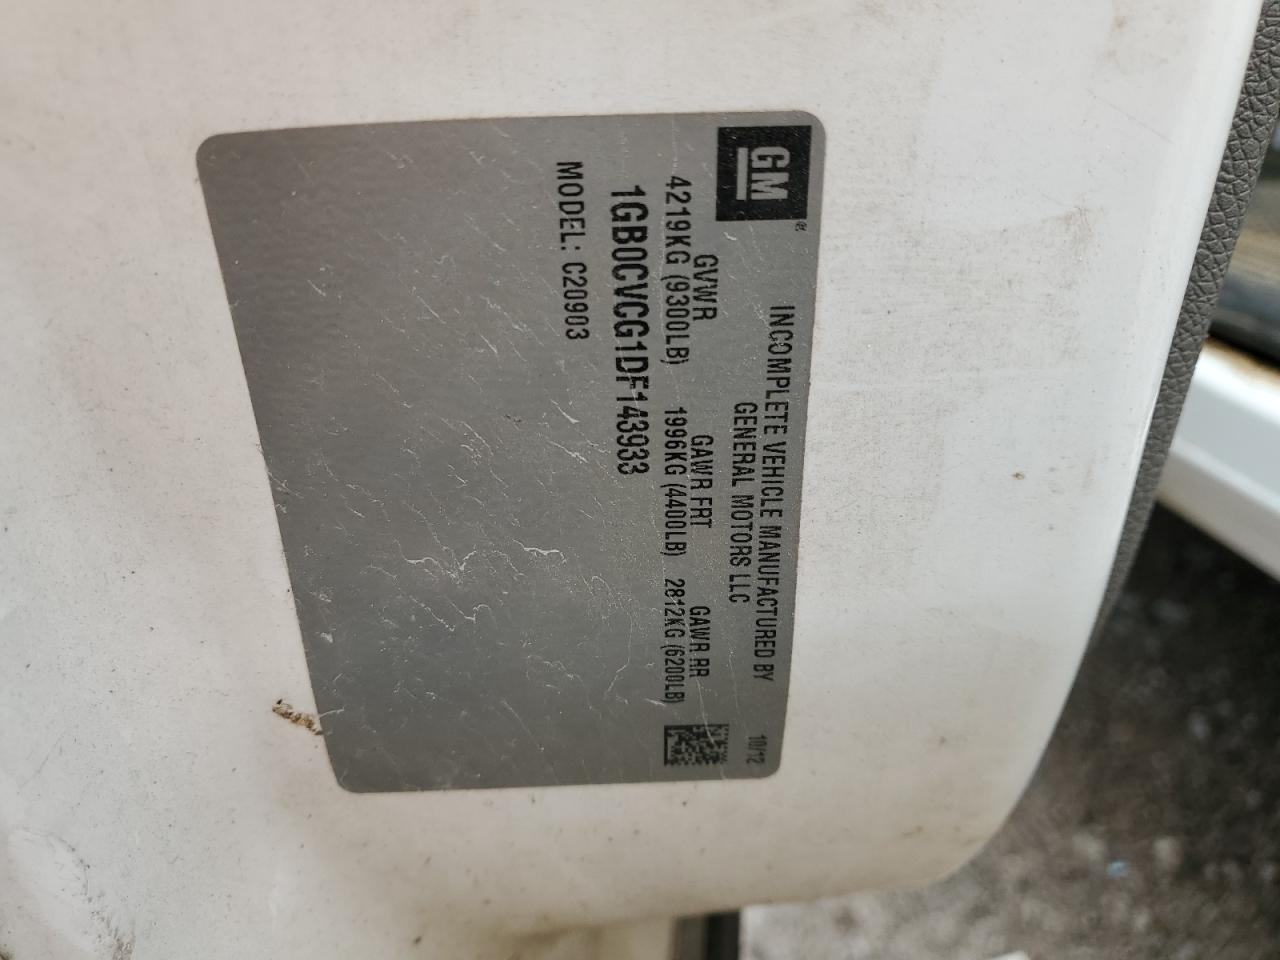 GM®
INCOMPLETE VEHICLE MANUFACTURED BY
GENERAL MOTORS LLC
10/12
GVWR GAWR FRT GAWR RR
4219KG (9300LB) 1996KG (4400LB) 2812KG (6200LB)
1GB0CVCG1DF143933
MODEL: C20903